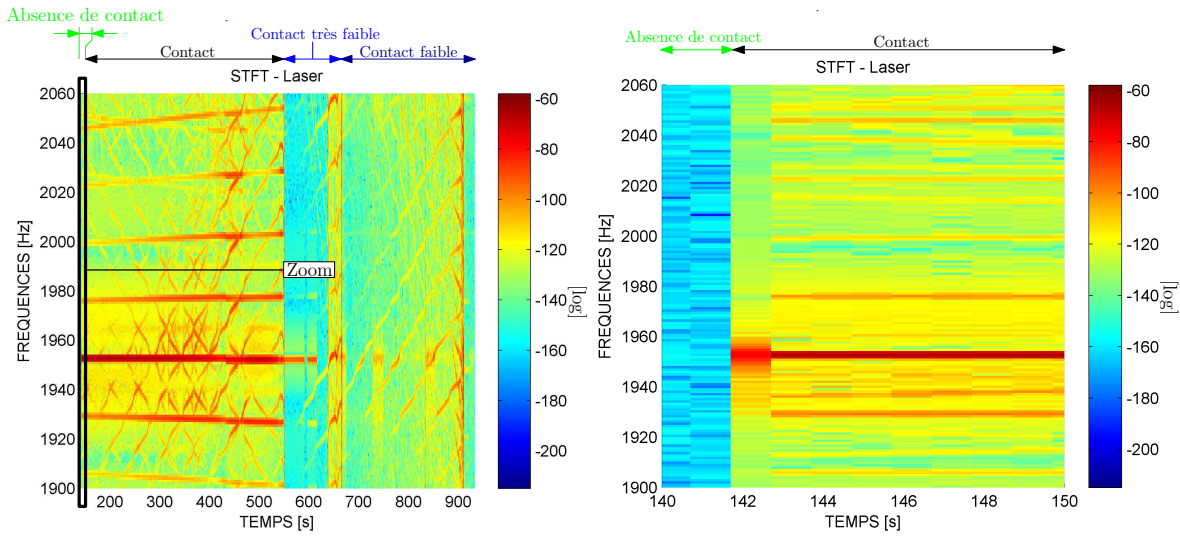 Absence de contact
Contact très faible
Contact
Contact faible
STFT - Laser
2060
2040
2020
2000
1980
1960
1940
1920
1900
FREQUENCES [Hz]
Zoom
200 300 400 500 600 700 800 900
TEMPS [s]
-60
-80
-100
-120
-140
-160
-180
-200
[log]
Absence de contact
Contact
STFT - Laser
2060
2040
2020
2000
1980
1960
1940
1920
1900
FREQUENCES [Hz]
140 142 144 146 148 150
TEMPS [s]
-60
-80
-100
-120
-140
-160
-180
-200
[log]